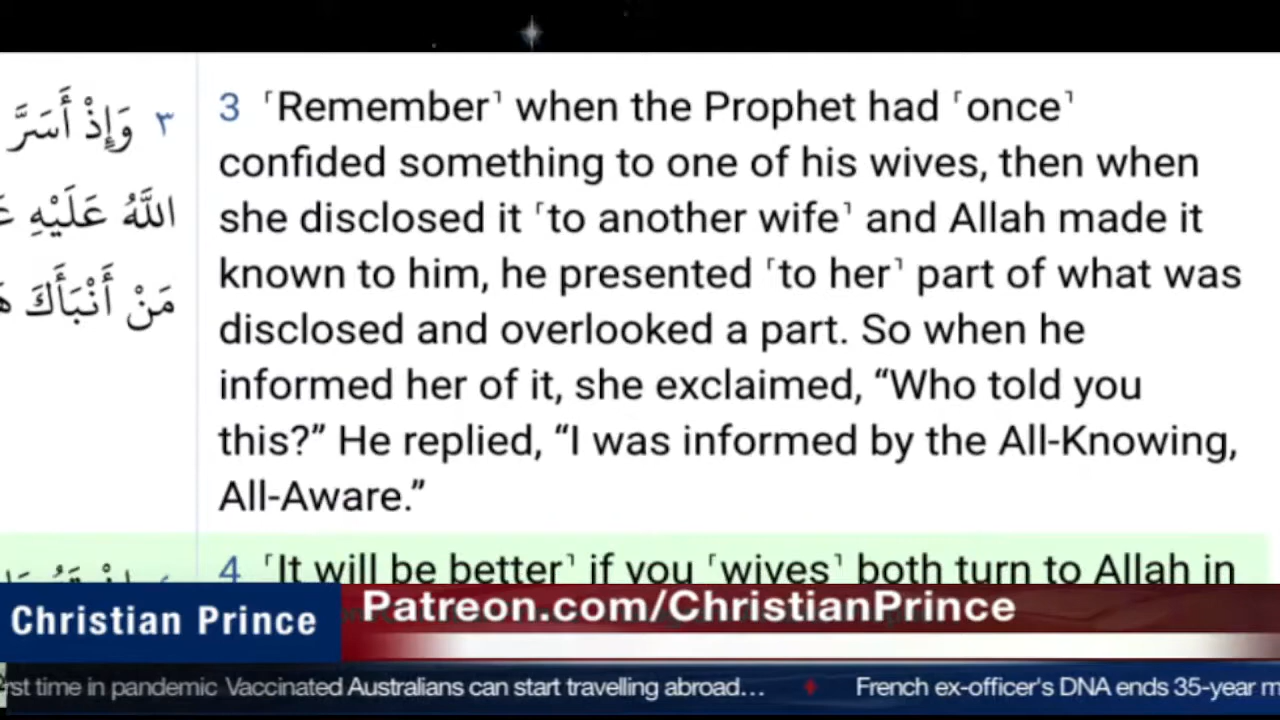 3 ⸢Remember⸣ when the Prophet had ⸢once⸣
confided something to one of his wives, then when
she disclosed it ⸢to another wife⸣ and Allah made it
known to him, he presented ⸢to her⸣ part of what was
disclosed and overlooked a part. So when he
informed her of it, she exclaimed, “Who told you
this?” He replied, “I was informed by the All-Knowing,
All-Aware.”
٣ وَإِذْ أَسَرَّ
اللَّهُ عَلَيْهِ
مَنْ أَنْبَأَكَ
4 ⸢It will be better⸣ if you ⸢wives⸣ both turn to Allah in
Christian Prince
Patreon.com/ChristianPrince
rst time in pandemic Vaccinated Australians can start travelling abroad... ♦ French ex-officer's DNA ends 35-year m